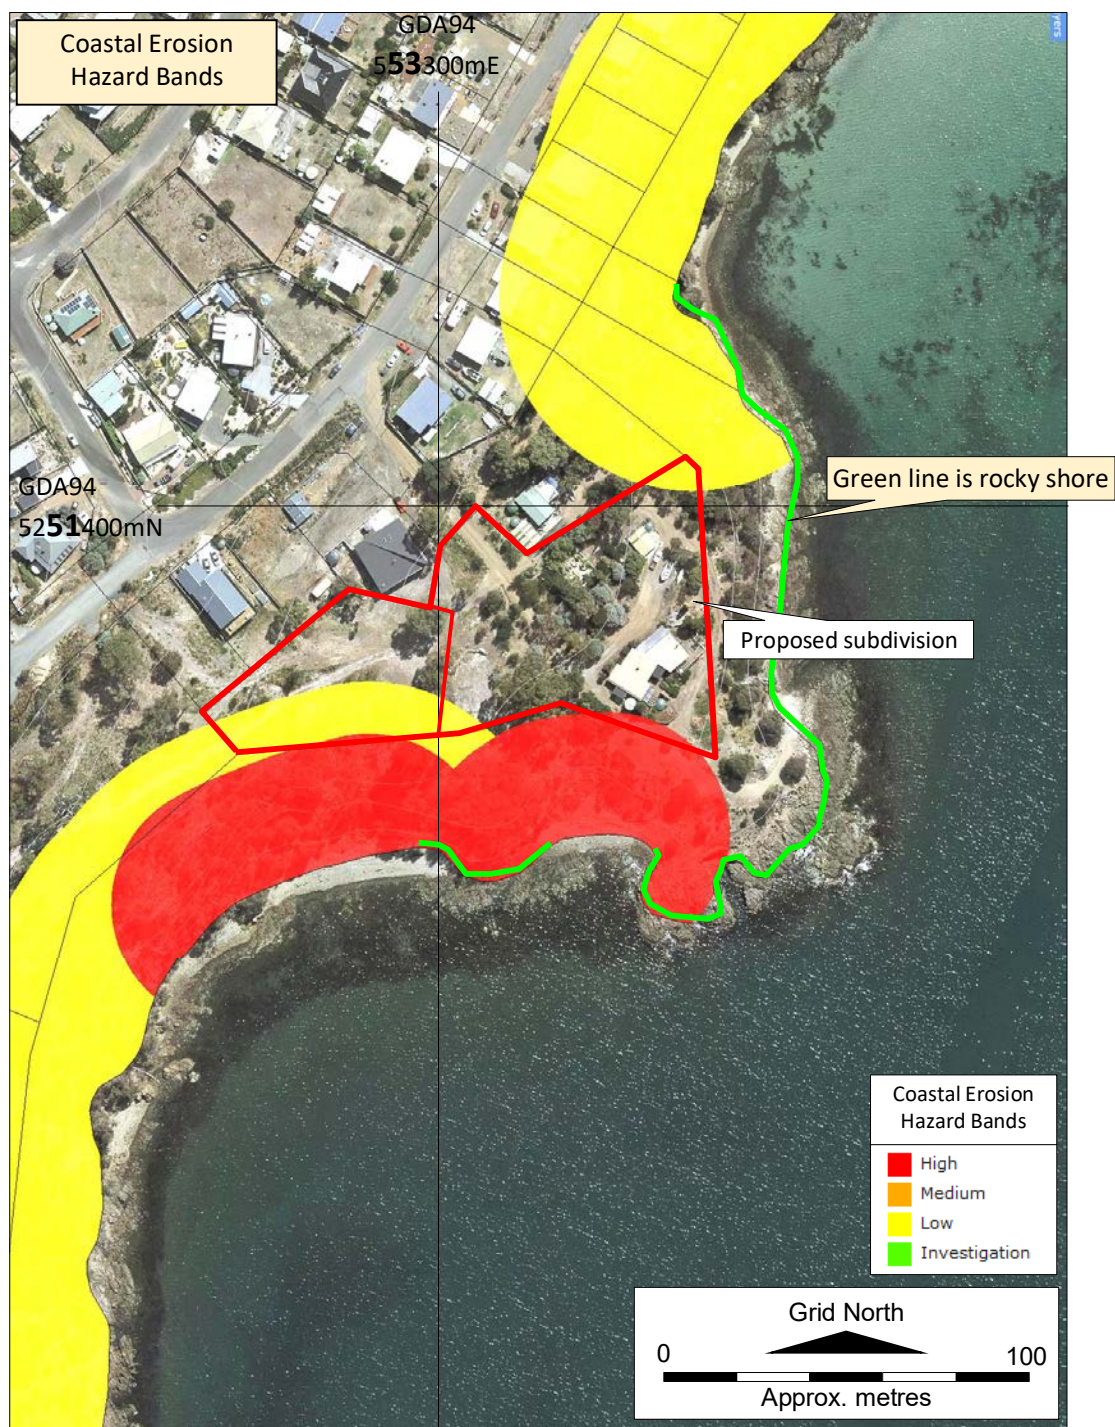 Coastal Erosion
Hazard Bands
GDA94
553300mE
yers
GDA94
5251400mN
Green line is rocky shore
Proposed subdivision
Coastal Erosion
Hazard Bands
High
Medium
Low
Investigation
Grid North
0 100
Approx. metres